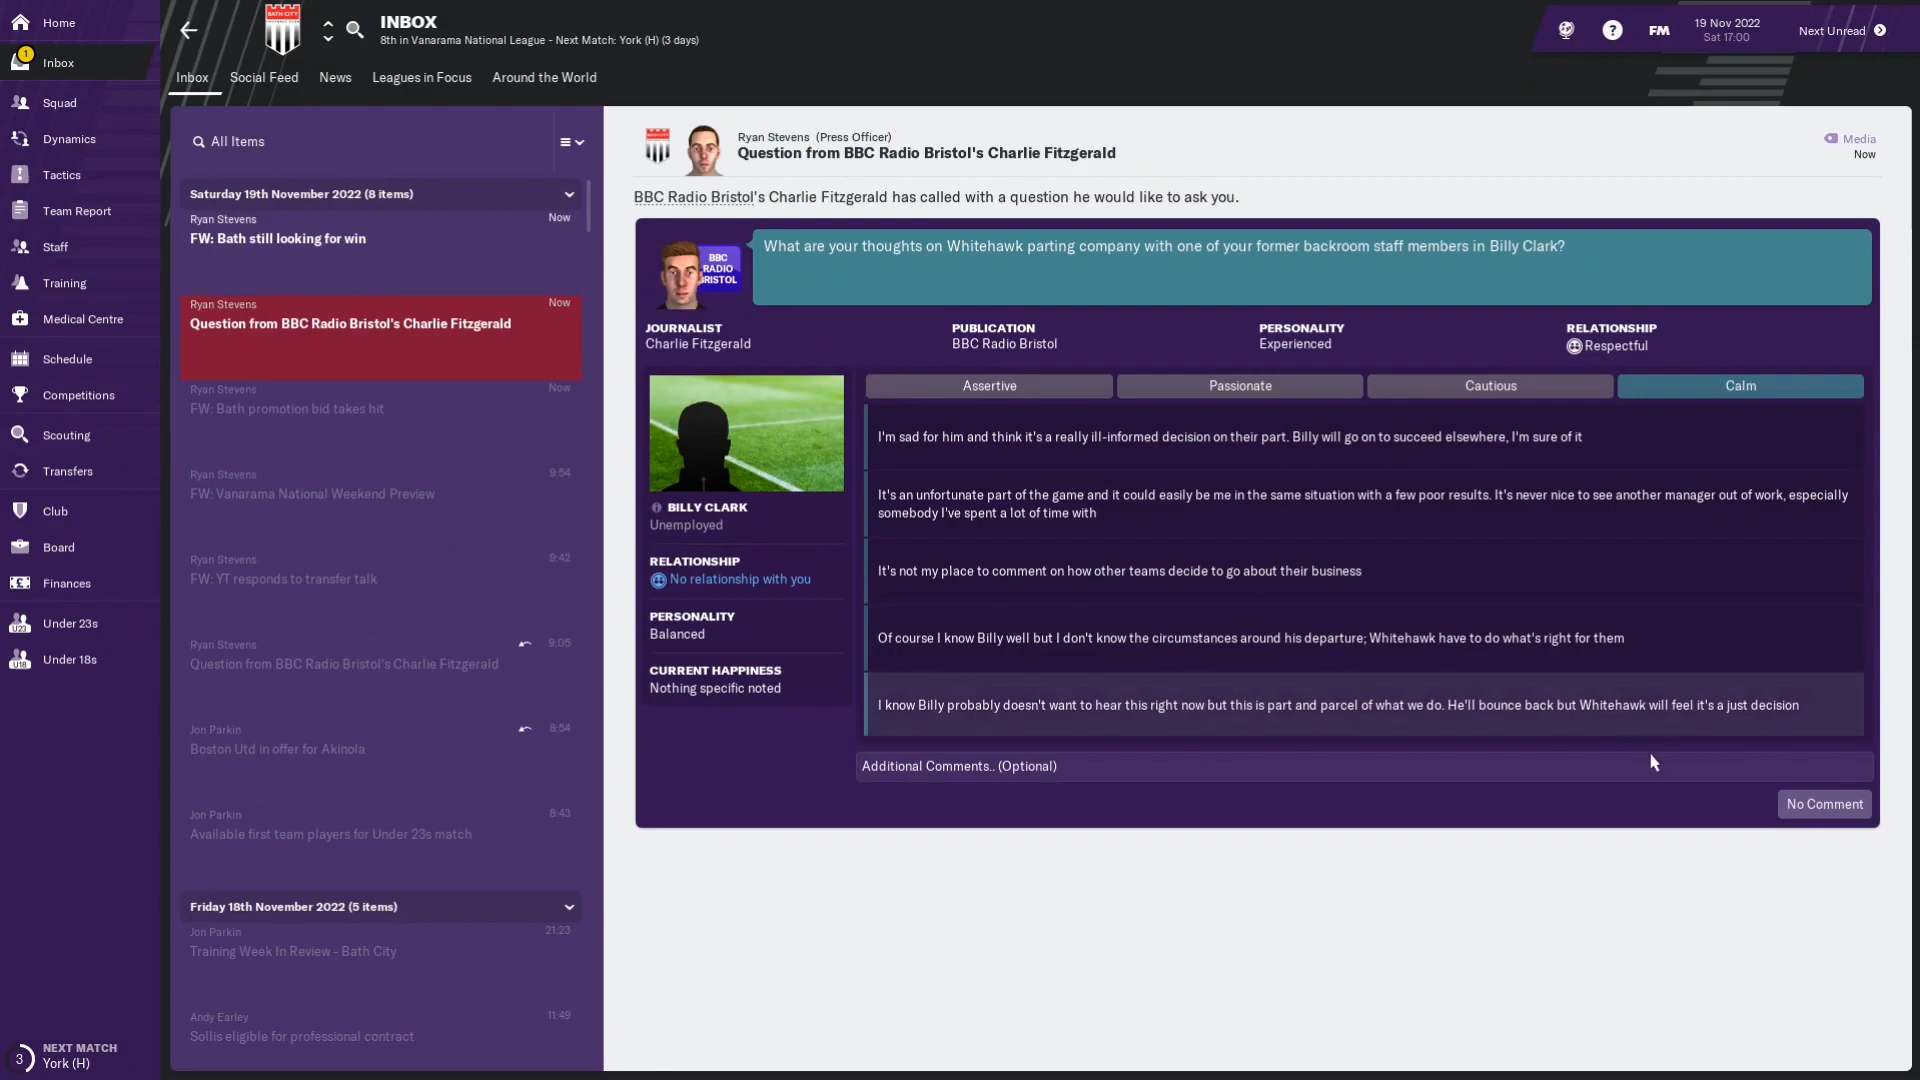 Home
Inbox
1
Squad
Dynamics
Tactics
Team Report
Staff
Training
Medical Centre
Schedule
Competitions
Scouting
Transfers
Club
Board
Finances
Under 23s
U23
Under 18s
U18
3
NEXT MATCH
York (H)
BATH CITY
INBOX
8th in Vanarama National League - Next Match: York (H) (3 days)
FM
19 Nov 2022
Sat 17:00
Next Unread
Inbox
Social Feed
News
Leagues in Focus
Around the World
All Items
Saturday 19th November 2022 (8 items)
Ryan Stevens
Now
FW: Bath still looking for win
Ryan Stevens
Now
Question from BBC Radio Bristol's Charlie Fitzgerald
Ryan Stevens
Now
FW: Bath promotion bid takes hit
Ryan Stevens
9:54
FW: Vanarama National Weekend Preview
Ryan Stevens
9:42
FW: YT responds to transfer talk
Ryan Stevens
9:05
Question from BBC Radio Bristol's Charlie Fitzgerald
Jon Parkin
8:54
Boston Utd in offer for Akinola
Jon Parkin
8:43
Available first team players for Under 23s match
Friday 18th November 2022 (5 items)
Jon Parkin
21:23
Training Week In Review - Bath City
Andy Earley
11:49
Sollis eligible for professional contract
Ryan Stevens (Press Officer)
Question from BBC Radio Bristol's Charlie Fitzgerald
Media
Now
BBC Radio Bristol's Charlie Fitzgerald has called with a question he would like to ask you.
BBC
RADIO
BRISTOL
What are your thoughts on Whitehawk parting company with one of your former backroom staff members in Billy Clark?
JOURNALIST
Charlie Fitzgerald
PUBLICATION
BBC Radio Bristol
PERSONALITY
Experienced
RELATIONSHIP
Respectful
BILLY CLARK
Unemployed
RELATIONSHIP
No relationship with you
PERSONALITY
Balanced
CURRENT HAPPINESS
Nothing specific noted
Assertive
Passionate
Cautious
Calm
I'm sad for him and think it's a really ill-informed decision on their part. Billy will go on to succeed elsewhere, I'm sure of it
It's an unfortunate part of the game and it could easily be me in the same situation with a few poor results. It's never nice to see another manager out of work, especially
somebody I've spent a lot of time with
It's not my place to comment on how other teams decide to go about their business
Of course I know Billy well but I don't know the circumstances around his departure; Whitehawk have to do what's right for them
I know Billy probably doesn't want to hear this right now but this is part and parcel of what we do. He'll bounce back but Whitehawk will feel it's a just decision
Additional Comments.. (Optional)
No Comment